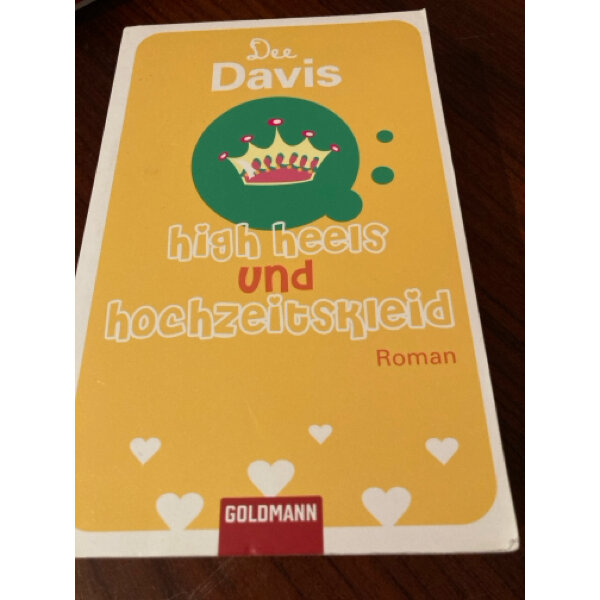 Dee
Davis
high heels
und
hochzeitskleid
Roman
GOLDMANN